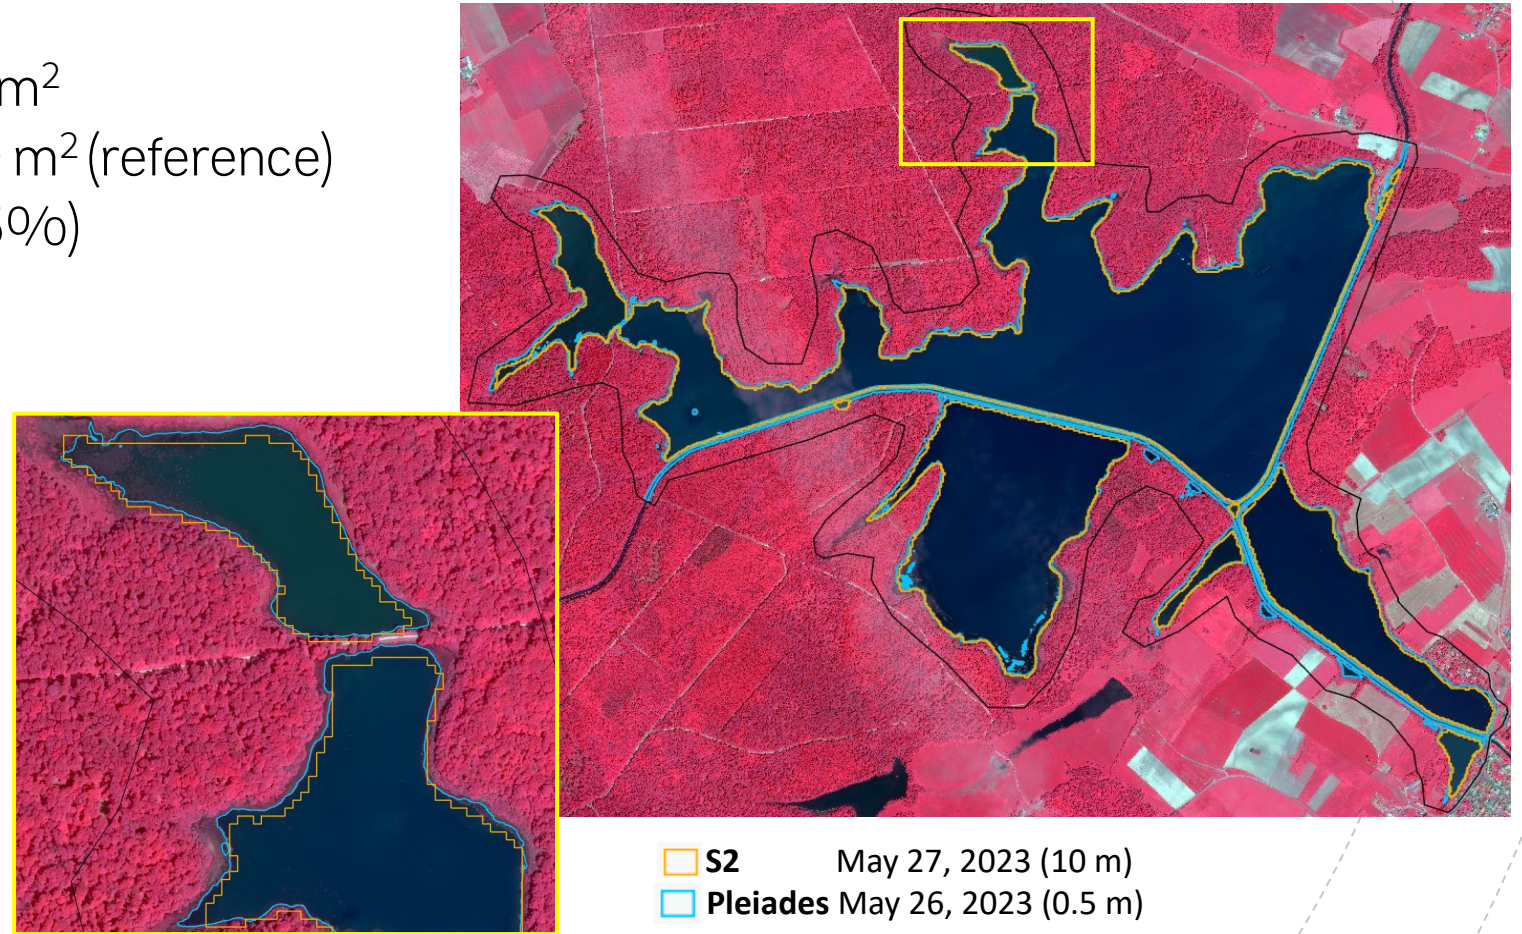 m²
m² (reference)
%)
S2 May 27, 2023 (10 m)
Pleiades May 26, 2023 (0.5 m)